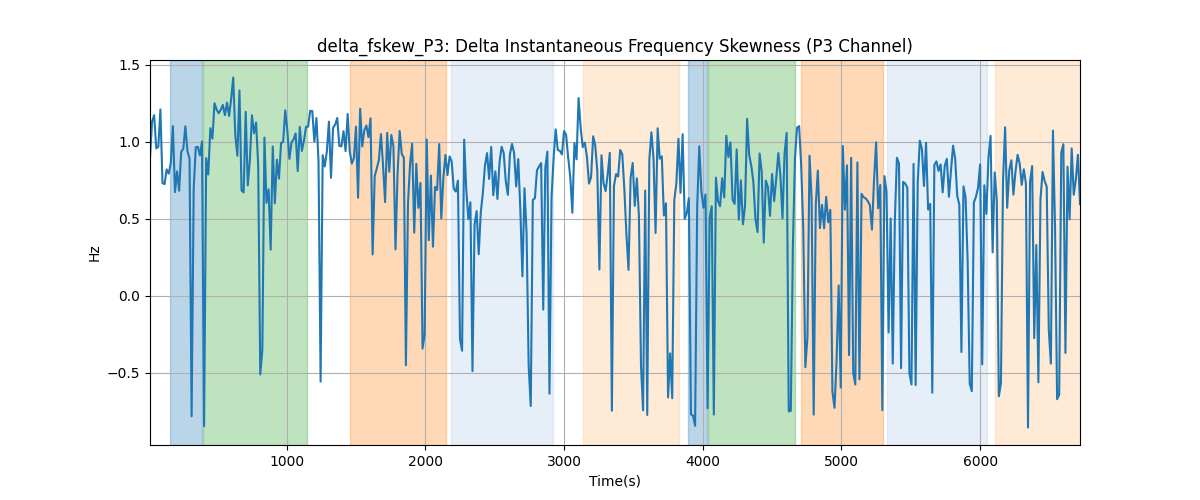 delta_fskew_P3: Delta Instantaneous Frequency Skewness (P3 Channel)
1.5
1.0
0.5
0.0
−0.5
Hz
1000 2000 3000 4000 5000 6000
Time(s)